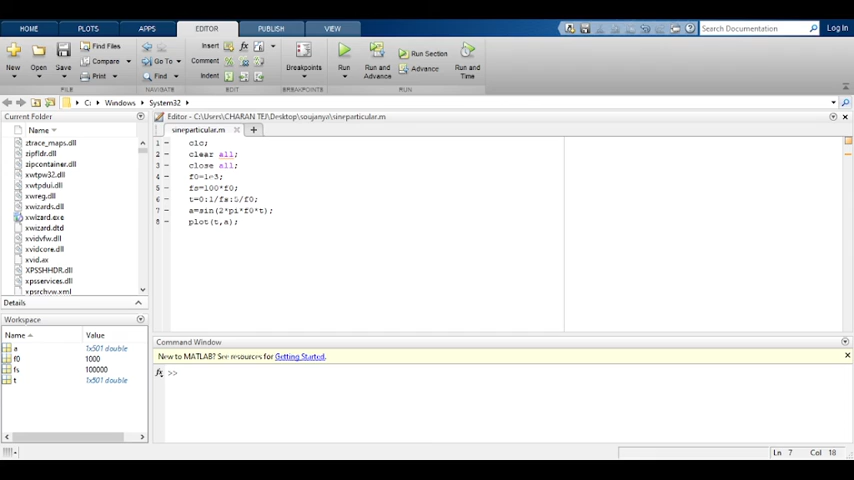 HOME PLOTS APPS EDITOR PUBLISH VIEW Search Documentation Log In
New Open Save Find Files Compare Print Go To Find Insert fx Comment Indent Breakpoints Run Run and Advance Run Section Advance Run and Time
FILE NAVIGATE EDIT BREAKPOINTS RUN
C: Windows System32
Current Folder
Name
ztrace_maps.dll
zipfldr.dll
zipcontainer.dll
xwtpw32.dll
xwtpdui.dll
xwreg.dll
xwizards.dll
xwizard.exe
xwizard.dtd
xvidvfw.dll
xvidcore.dll
xvid.ax
XPSSHHDR.dll
xpsservices.dll
xpsrchvw.xml
Details
Workspace
Name Value
a 1x501 double
f0 1000
fs 100000
t 1x501 double
Editor - C:\Users\CHARAN TEJ\Desktop\soujanya\sineparticular.m
sineparticular.m
1 - clc;
2 - clear all;
3 - close all;
4 - f0=1e3;
5 - fs=100*f0;
6 - t=0:1/fs:5/f0;
7 - a=sin(2*pi*f0*t);
8 - plot(t,a);
Command Window
New to MATLAB? See resources for Getting Started.
fx >>
Ln 7 Col 18